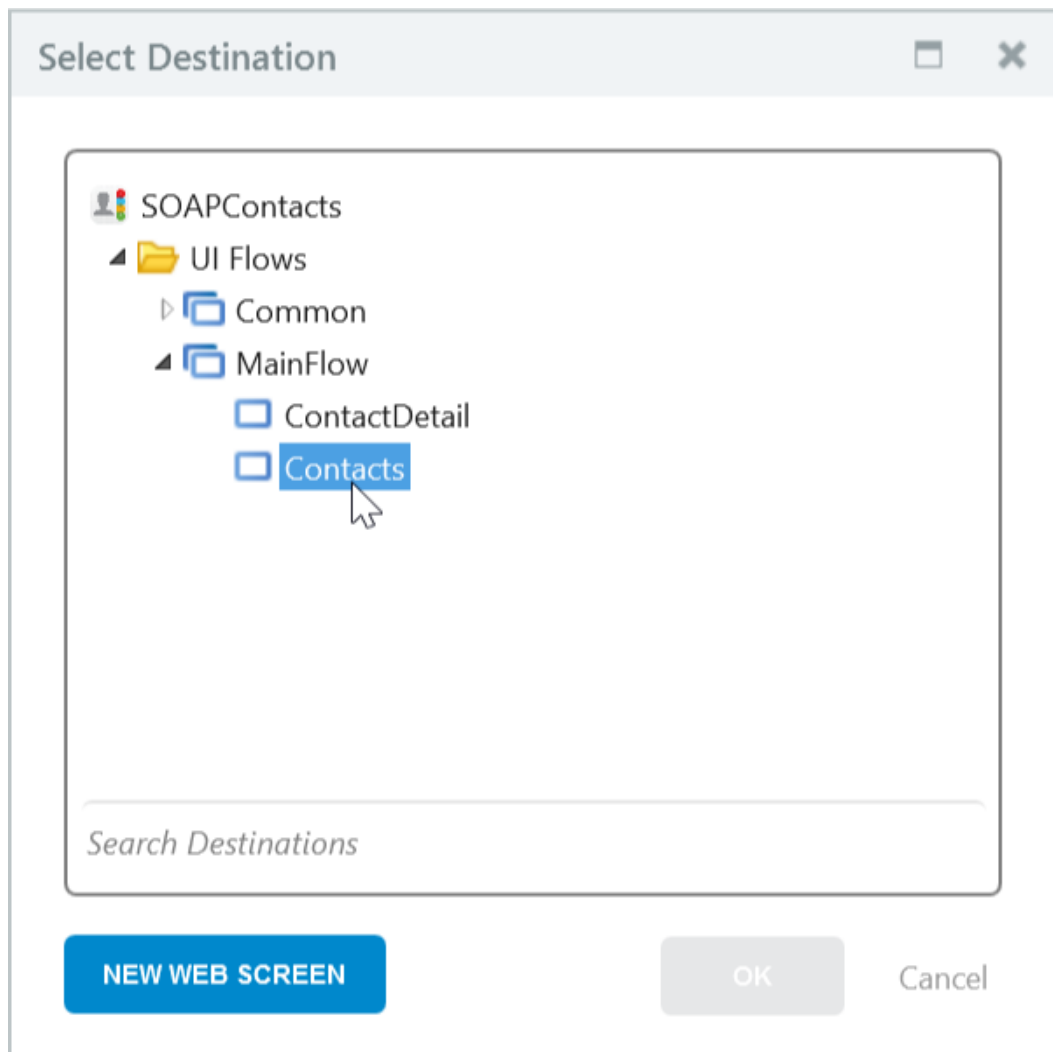 Select Destination
SOAPContacts
UI Flows
Common
MainFlow
ContactDetail
Contacts
Search Destinations
NEW WEB SCREEN
OK
Cancel